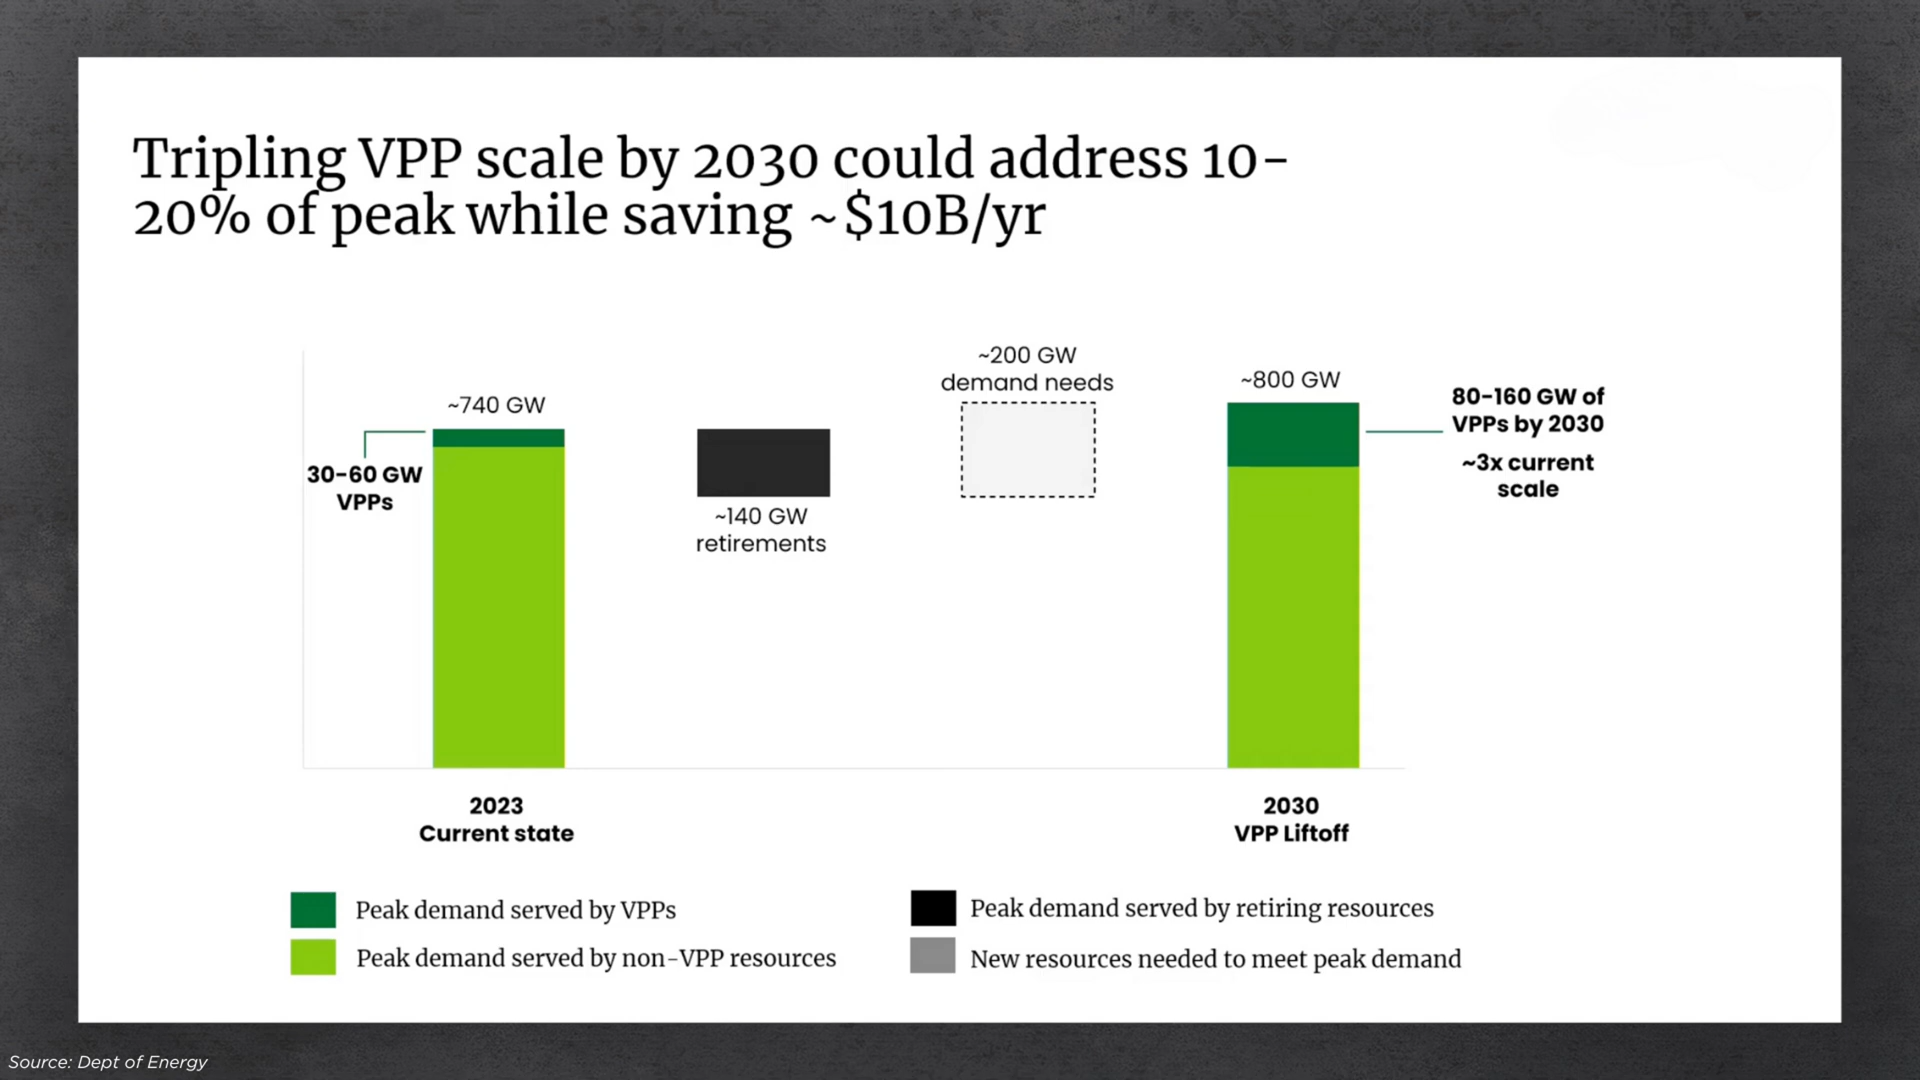 Tripling VPP scale by 2030 could address 10-
20% of peak while saving ~$10B/yr
~740 GW
30-60 GW
VPPs
~140 GW
retirements
~200 GW
demand needs
~800 GW
80-160 GW of
VPPs by 2030
~3x current
scale
2023
Current state
2030
VPP Liftoff
Peak demand served by VPPs
Peak demand served by non-VPP resources
Peak demand served by retiring resources
New resources needed to meet peak demand
Source: Dept of Energy